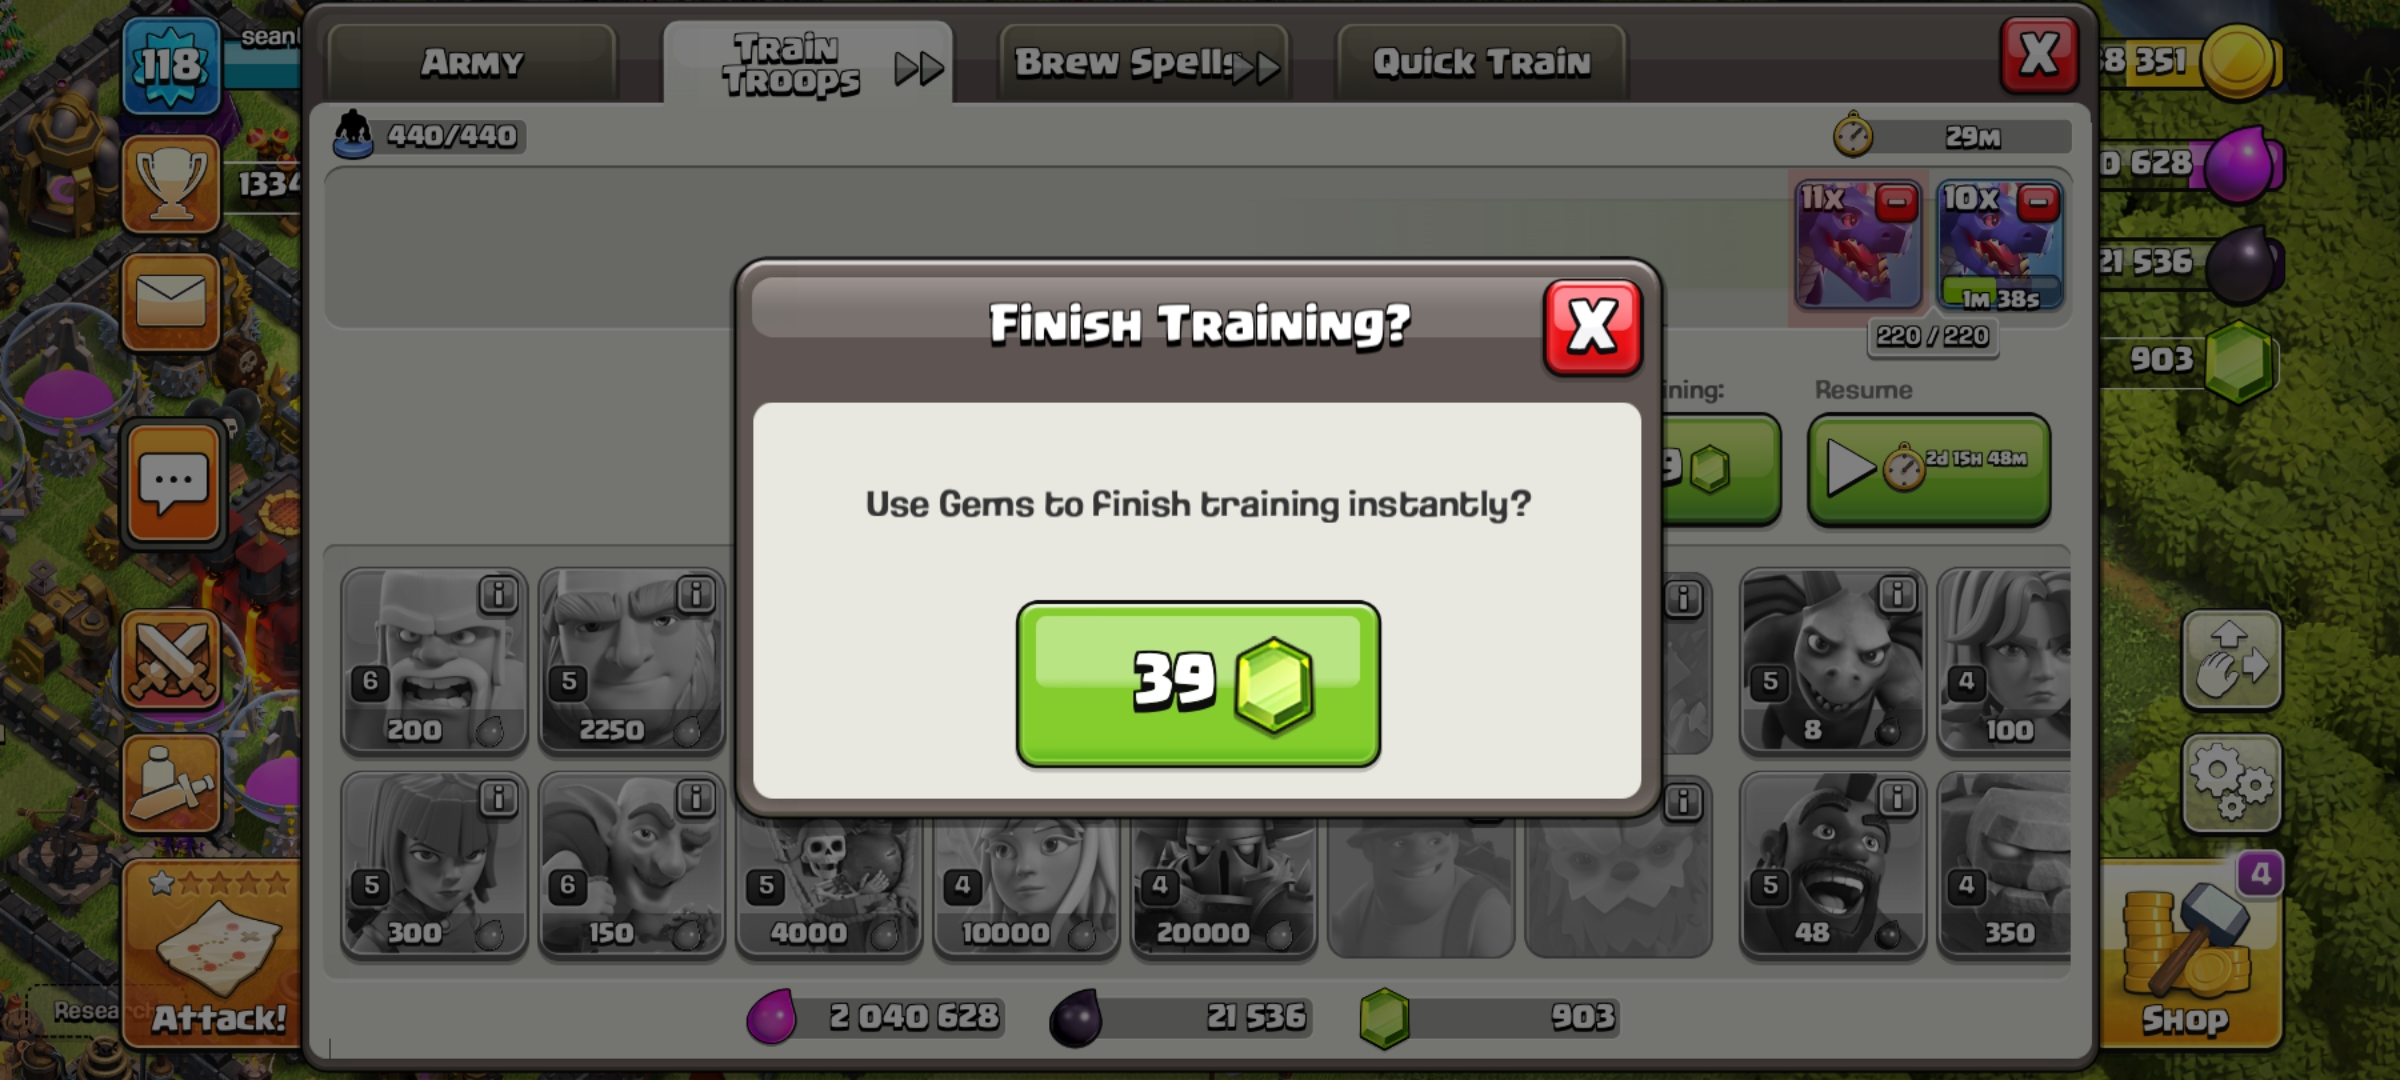 118
Army
Train
Troops
Brew Spells
Quick Train
X
8 351
440/440
29M
0 628
1334
11x
10x
1M 38s
21 536
220 / 220
903
Finish Training?
X
ining:
Resume
9
2d 15H 48M
Use Gems to finish training instantly?
39
6
200
5
2250
5
8
4
100
5
300
6
150
5
4000
4
10000
4
20000
5
48
4
350
4
Attack!
Shop
2 040 628
21 536
903